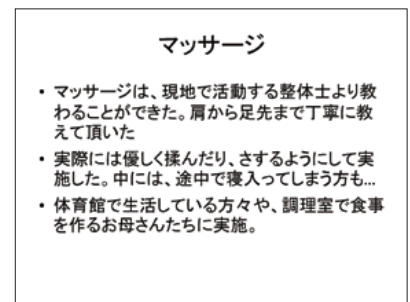 マッサージ
• マッサージは、現地で活動する整体士より教
わることができた。肩から足先まで丁寧に教
えて頂いた
• 実際には優しく揉んだり、さするようにして実
施した。中には、途中で寝入ってしまう方も…
• 体育館で生活している方々や、調理室で食事
を作るお母さんたちに実施。